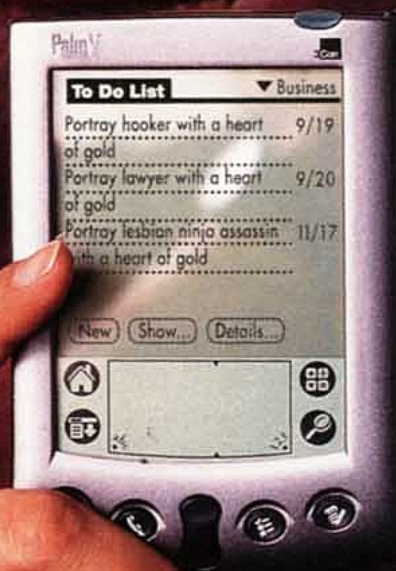 Palm V
3Com
To Do List ▼ Business
Portray hooker with a heart 9/19
of gold
Portray lawyer with a heart 9/20
of gold
Portray lesbian ninja assassin 11/17
with a heart of gold
New Show... Details...